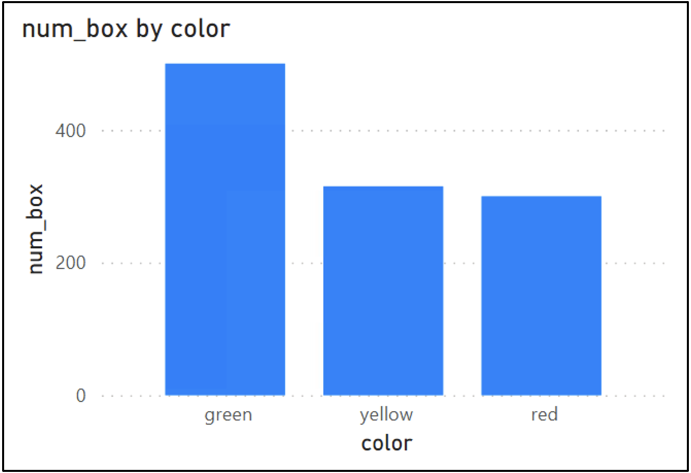 num_box by color
num_box
400
200
0
green yellow red
color